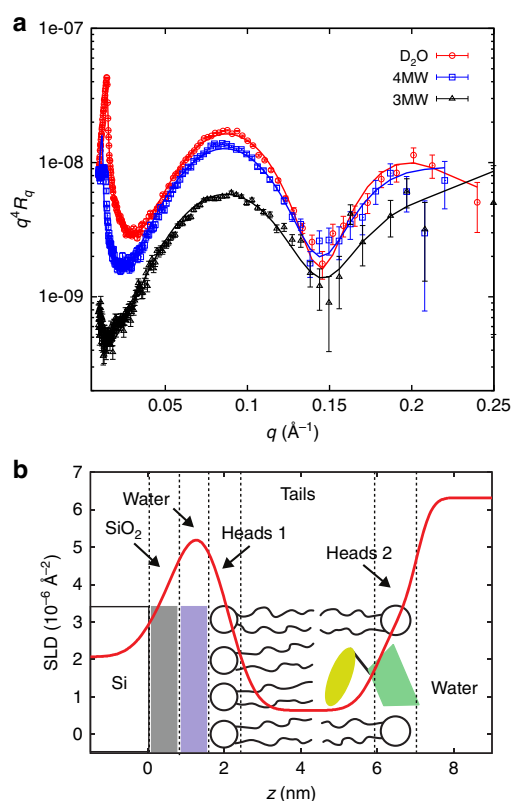 a
1e-07
1e-08
1e-09
q⁴R_q
D₂O
4MW
3MW
0.05 0.1 0.15 0.2 0.25
q (Å⁻¹)
b
7
6
5
4
3
2
1
0
SLD (10⁻⁶ Å⁻²)
Water
Tails
SiO₂
Heads 1
Heads 2
Si
Water
0 2 4 6 8
z (nm)